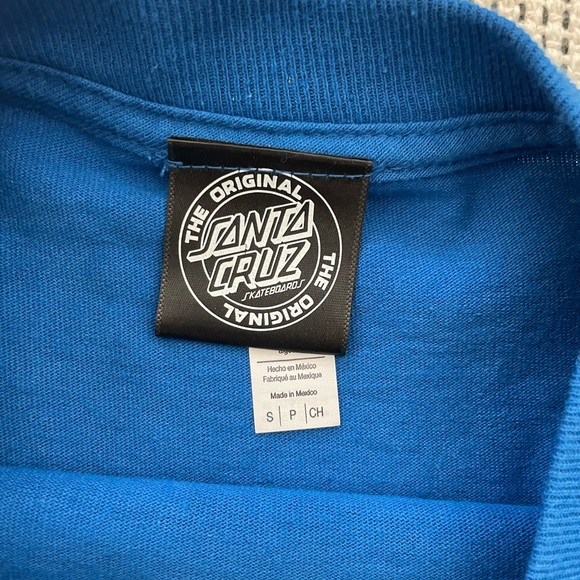 THE ORIGINAL
SANTA
CRUZ
SKATEBOARDS
THE ORIGINAL
Hecho en México
Fabriqué au Mexique
Made in Mexico
S | P | CH